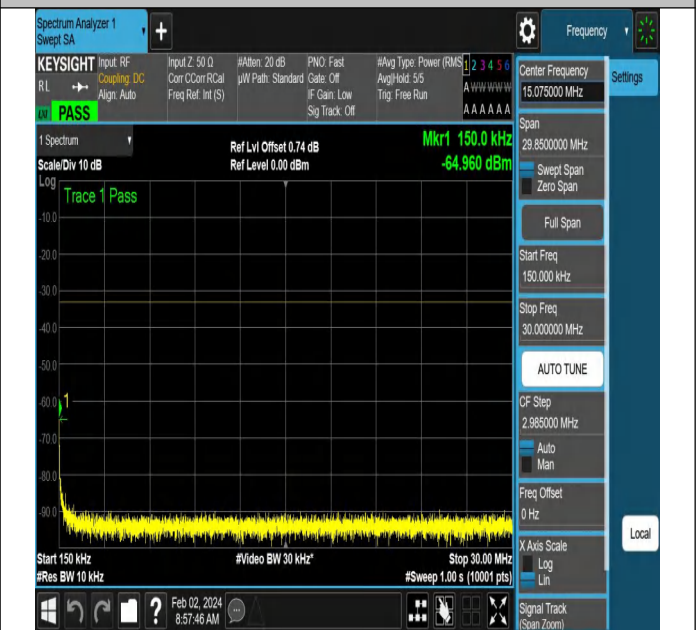 Spectrum Analyzer 1
Swept SA
+
Frequency
KEYSIGHT
RL
PASS
Input: RF
Coupling: DC
Align: Auto
Input Z: 50 Ω
Corr CCorr RCal
Freq Ref: Int (S)
#Atten: 20 dB
µW Path: Standard
PNO: Fast
Gate: Off
IF Gain: Low
Sig Track: Off
#Avg Type: Power (RMS
Avg|Hold: 5/5
Trig: Free Run
1 2 3 4 5 6
A W W W W W
A A A A A A
1 Spectrum
Scale/Div 10 dB
Ref Lvl Offset 0.74 dB
Ref Level 0.00 dBm
Mkr1 150.0 kHz
-64.960 dBm
Log
Trace 1 Pass
-10.0
-20.0
-30.0
-40.0
-50.0
-60.0
-70.0
-80.0
-90.0
1
Start 150 kHz
#Res BW 10 kHz
#Video BW 30 kHz*
Stop 30.00 MHz
#Sweep 1.00 s (10001 pts)
Feb 02, 2024
8:57:46 AM
Center Frequency
15.075000 MHz
Settings
Span
29.8500000 MHz
Swept Span
Zero Span
Full Span
Start Freq
150.000 kHz
Stop Freq
30.000000 MHz
AUTO TUNE
CF Step
2.985000 MHz
Auto
Man
Freq Offset
0 Hz
X Axis Scale
Log
Lin
Local
Signal Track
(Span Zoom)